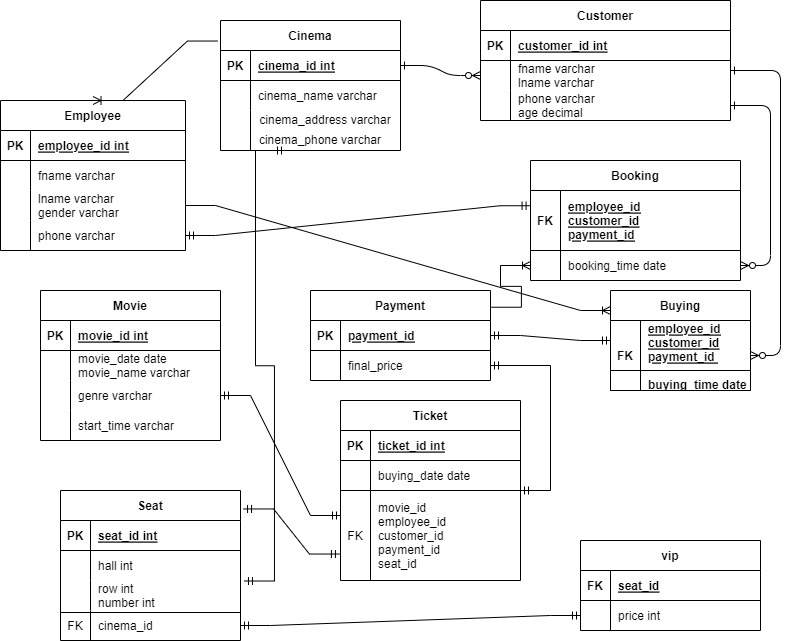 Customer
PK customer_id int
fname varchar
lname varchar
phone varchar
age decimal
Cinema
PK cinema_id int
cinema_name varchar
cinema_address varchar
cinema_phone varchar
Employee
PK employee_id int
fname varchar
lname varchar
gender varchar
phone varchar
Booking
employee_id
FK customer_id
payment_id
booking_time date
Movie
PK movie_id int
movie_date date
movie_name varchar
genre varchar
start_time varchar
Payment
PK payment_id
final_price
Buying
employee_id
customer_id
FK payment_id
buying_time date
Ticket
PK ticket_id int
buying_date date
movie_id
employee_id
FK customer_id
payment_id
seat_id
Seat
PK seat_id int
hall int
row int
number int
FK cinema_id
vip
FK seat_id
price int